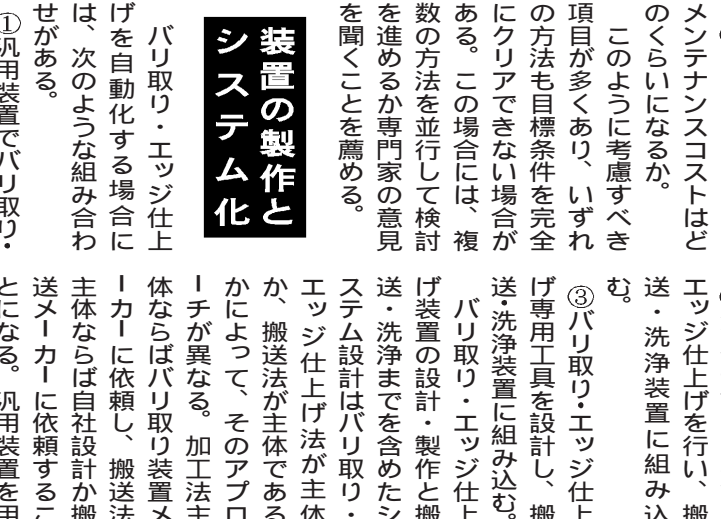 メンテナンスコストはど
のくらいになるか。
このように考慮すべき
項目が多くあり、いずれ
の方法も目標条件を完全
にクリアできない場合が
ある。この場合には、複
数の方法を並行して検討
を進めるか専門家の意見
を聞くことを薦める。
装置の製作と
システム化
バリ取り・エッジ仕上
げを自動化する場合に
は、次のような組み合わ
せがある。
①汎用装置でバリ取り・
エッジ仕上げを行い、搬
送・洗浄装置に組み込
む。
③バリ取り・エッジ仕上
げ専用工具を設計し、搬
送・洗浄装置に組み込む。
バリ取り・エッジ仕上
げ装置の設計・製作と搬
送・洗浄までを含めたシ
ステム設計はバリ取り・
エッジ仕上げ法が主体
か、搬送法が主体である
かによって、そのアプロ
ーチが異なる。加工法主
体ならばバリ取り装置メ
ーカーに依頼し、搬送法
主体ならば自社設計か搬
送メーカーに依頼するこ
とになる。汎用装置を用